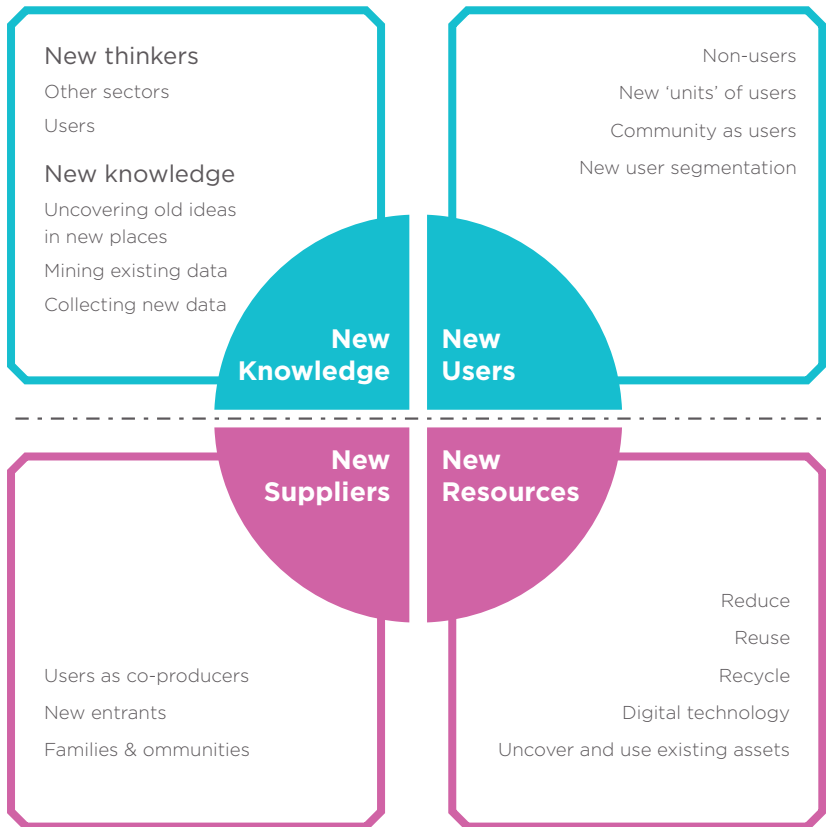 New thinkers
Other sectors
Users
New knowledge
Uncovering old ideas
in new places
Mining existing data
Collecting new data
New
Knowledge
Non-users
New ‘units’ of users
Community as users
New user segmentation
New
Users
New
Suppliers
Users as co-producers
New entrants
Families & ommunities
New
Resources
Reduce
Reuse
Recycle
Digital technology
Uncover and use existing assets